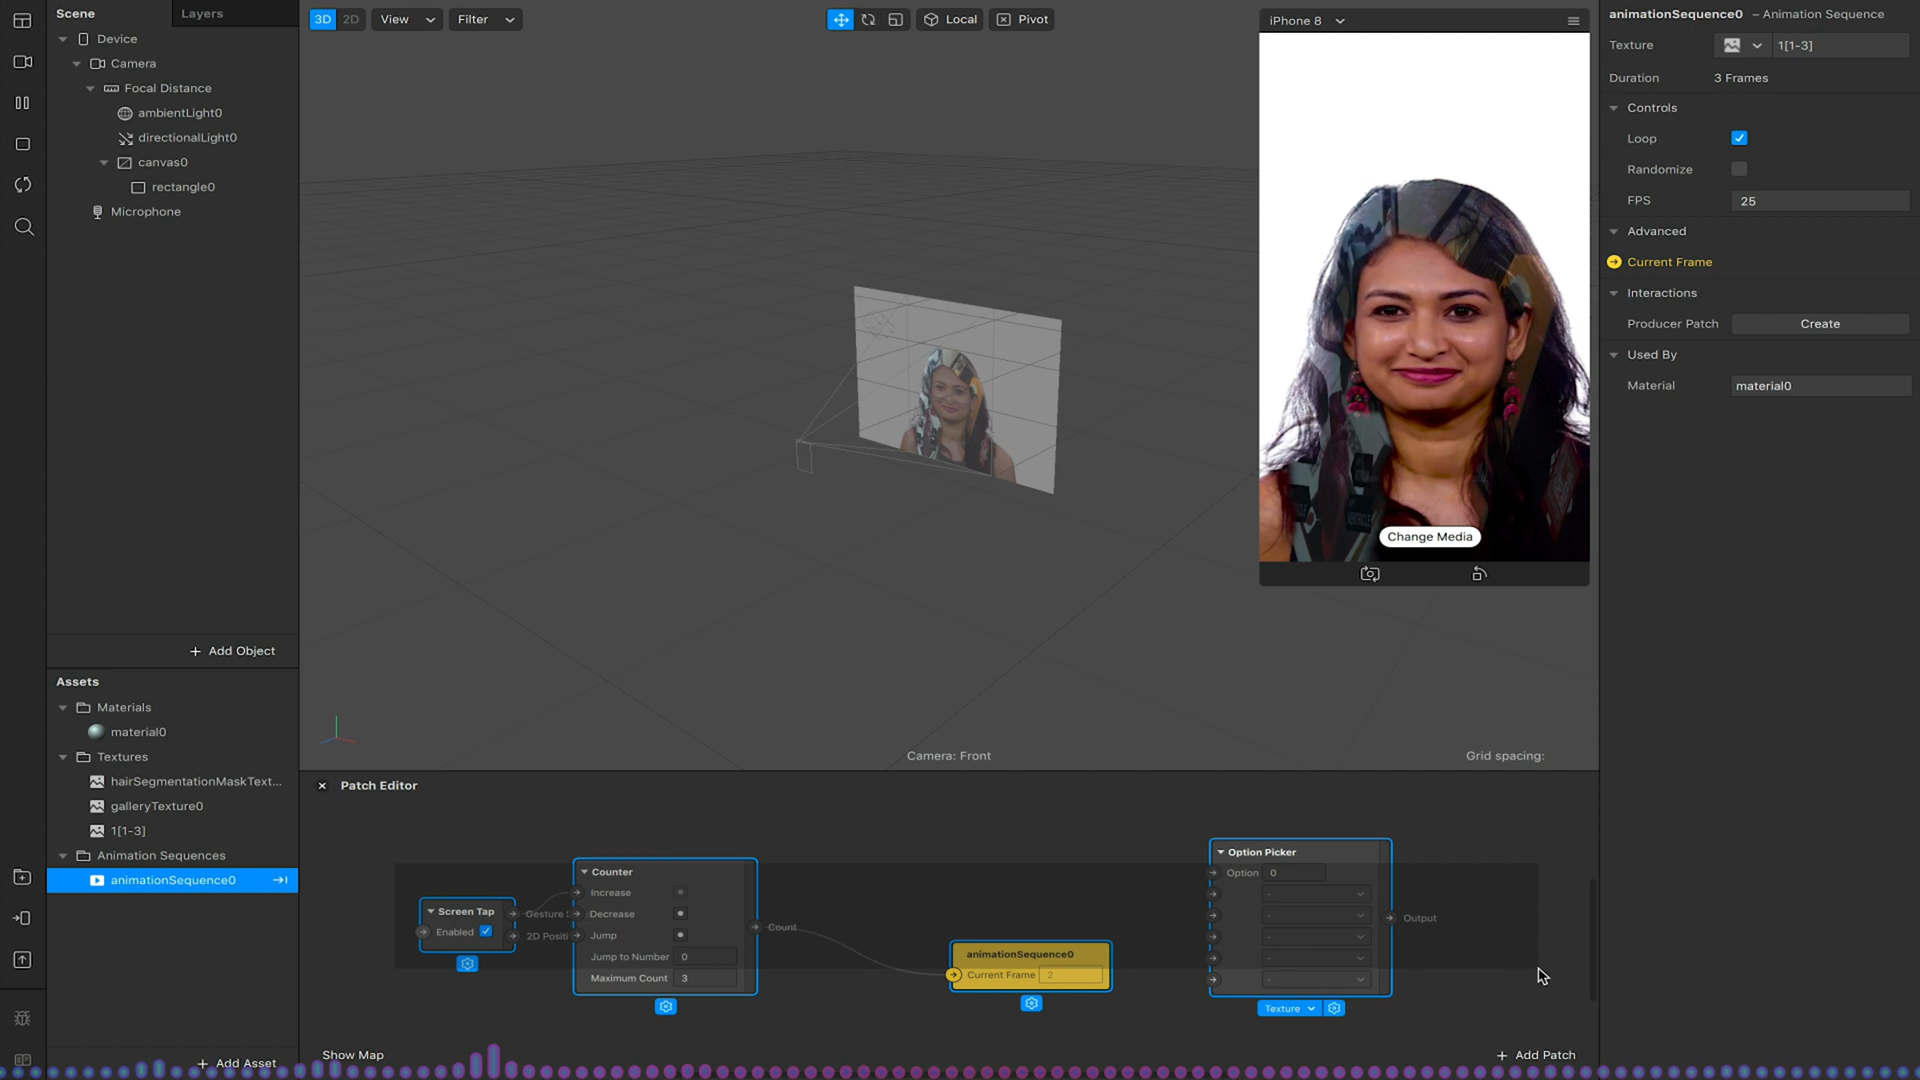 Scene
Layers
Device
Camera
Focal Distance
ambientLight0
directionalLight0
canvas0
rectangle0
Microphone
+ Add Object
Assets
Materials
material0
Textures
hairSegmentationMaskText...
galleryTexture0
1[1-3]
Animation Sequences
animationSequence0
+ Add Asset
3D
2D
View
Filter
Local
Pivot
Camera: Front
Grid spacing:
iPhone 8
Change Media
animationSequence0 – Animation Sequence
Texture
1[1-3]
Duration
3 Frames
Controls
Loop
Randomize
FPS
25
Advanced
Current Frame
Interactions
Producer Patch
Create
Used By
Material
material0
Patch Editor
Screen Tap
Enabled
Gesture
2D Positi
Counter
Increase
Decrease
Jump
Jump to Number 0
Maximum Count 3
Count
animationSequence0
Current Frame 2
Option Picker
Option 0
-
-
-
-
-
Output
Texture
Show Map
+ Add Patch